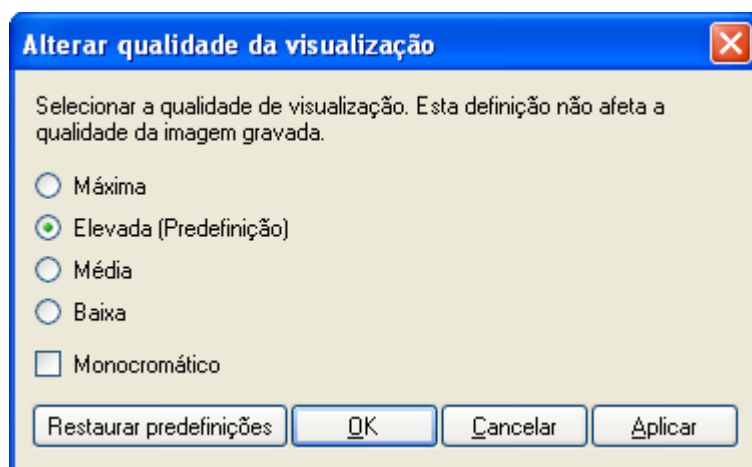 Alterar qualidade da visualização
Selecionar a qualidade de visualização. Esta definição não afeta a
qualidade da imagem gravada.
Máxima
Elevada (Predefinição)
Média
Baixa
Monocromático
Restaurar predefinições OK Cancelar Aplicar